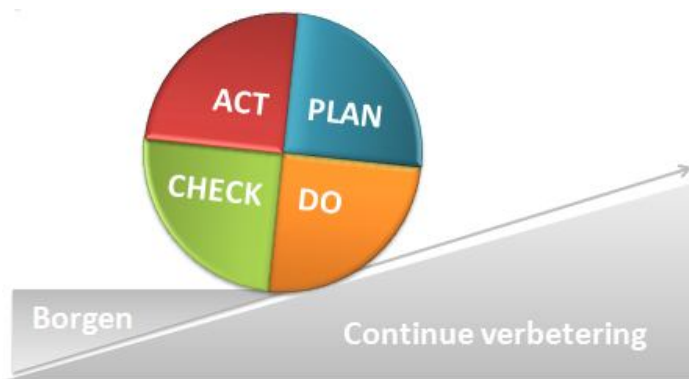 ACT
PLAN
CHECK
DO
Borgen
Continue verbetering